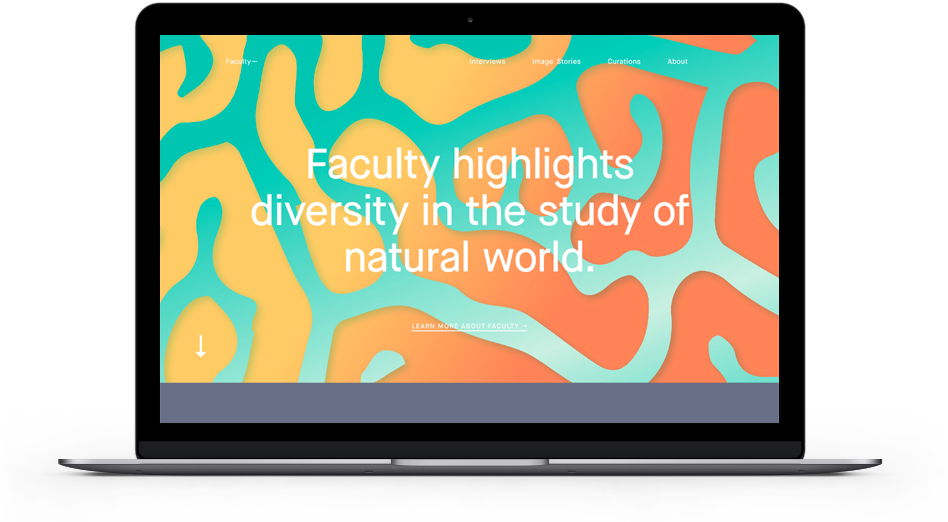 Faculty—
Interviews
Image Stories
Curations
About
Faculty highlights
diversity in the study of
natural world.
LEARN MORE ABOUT FACULTY →